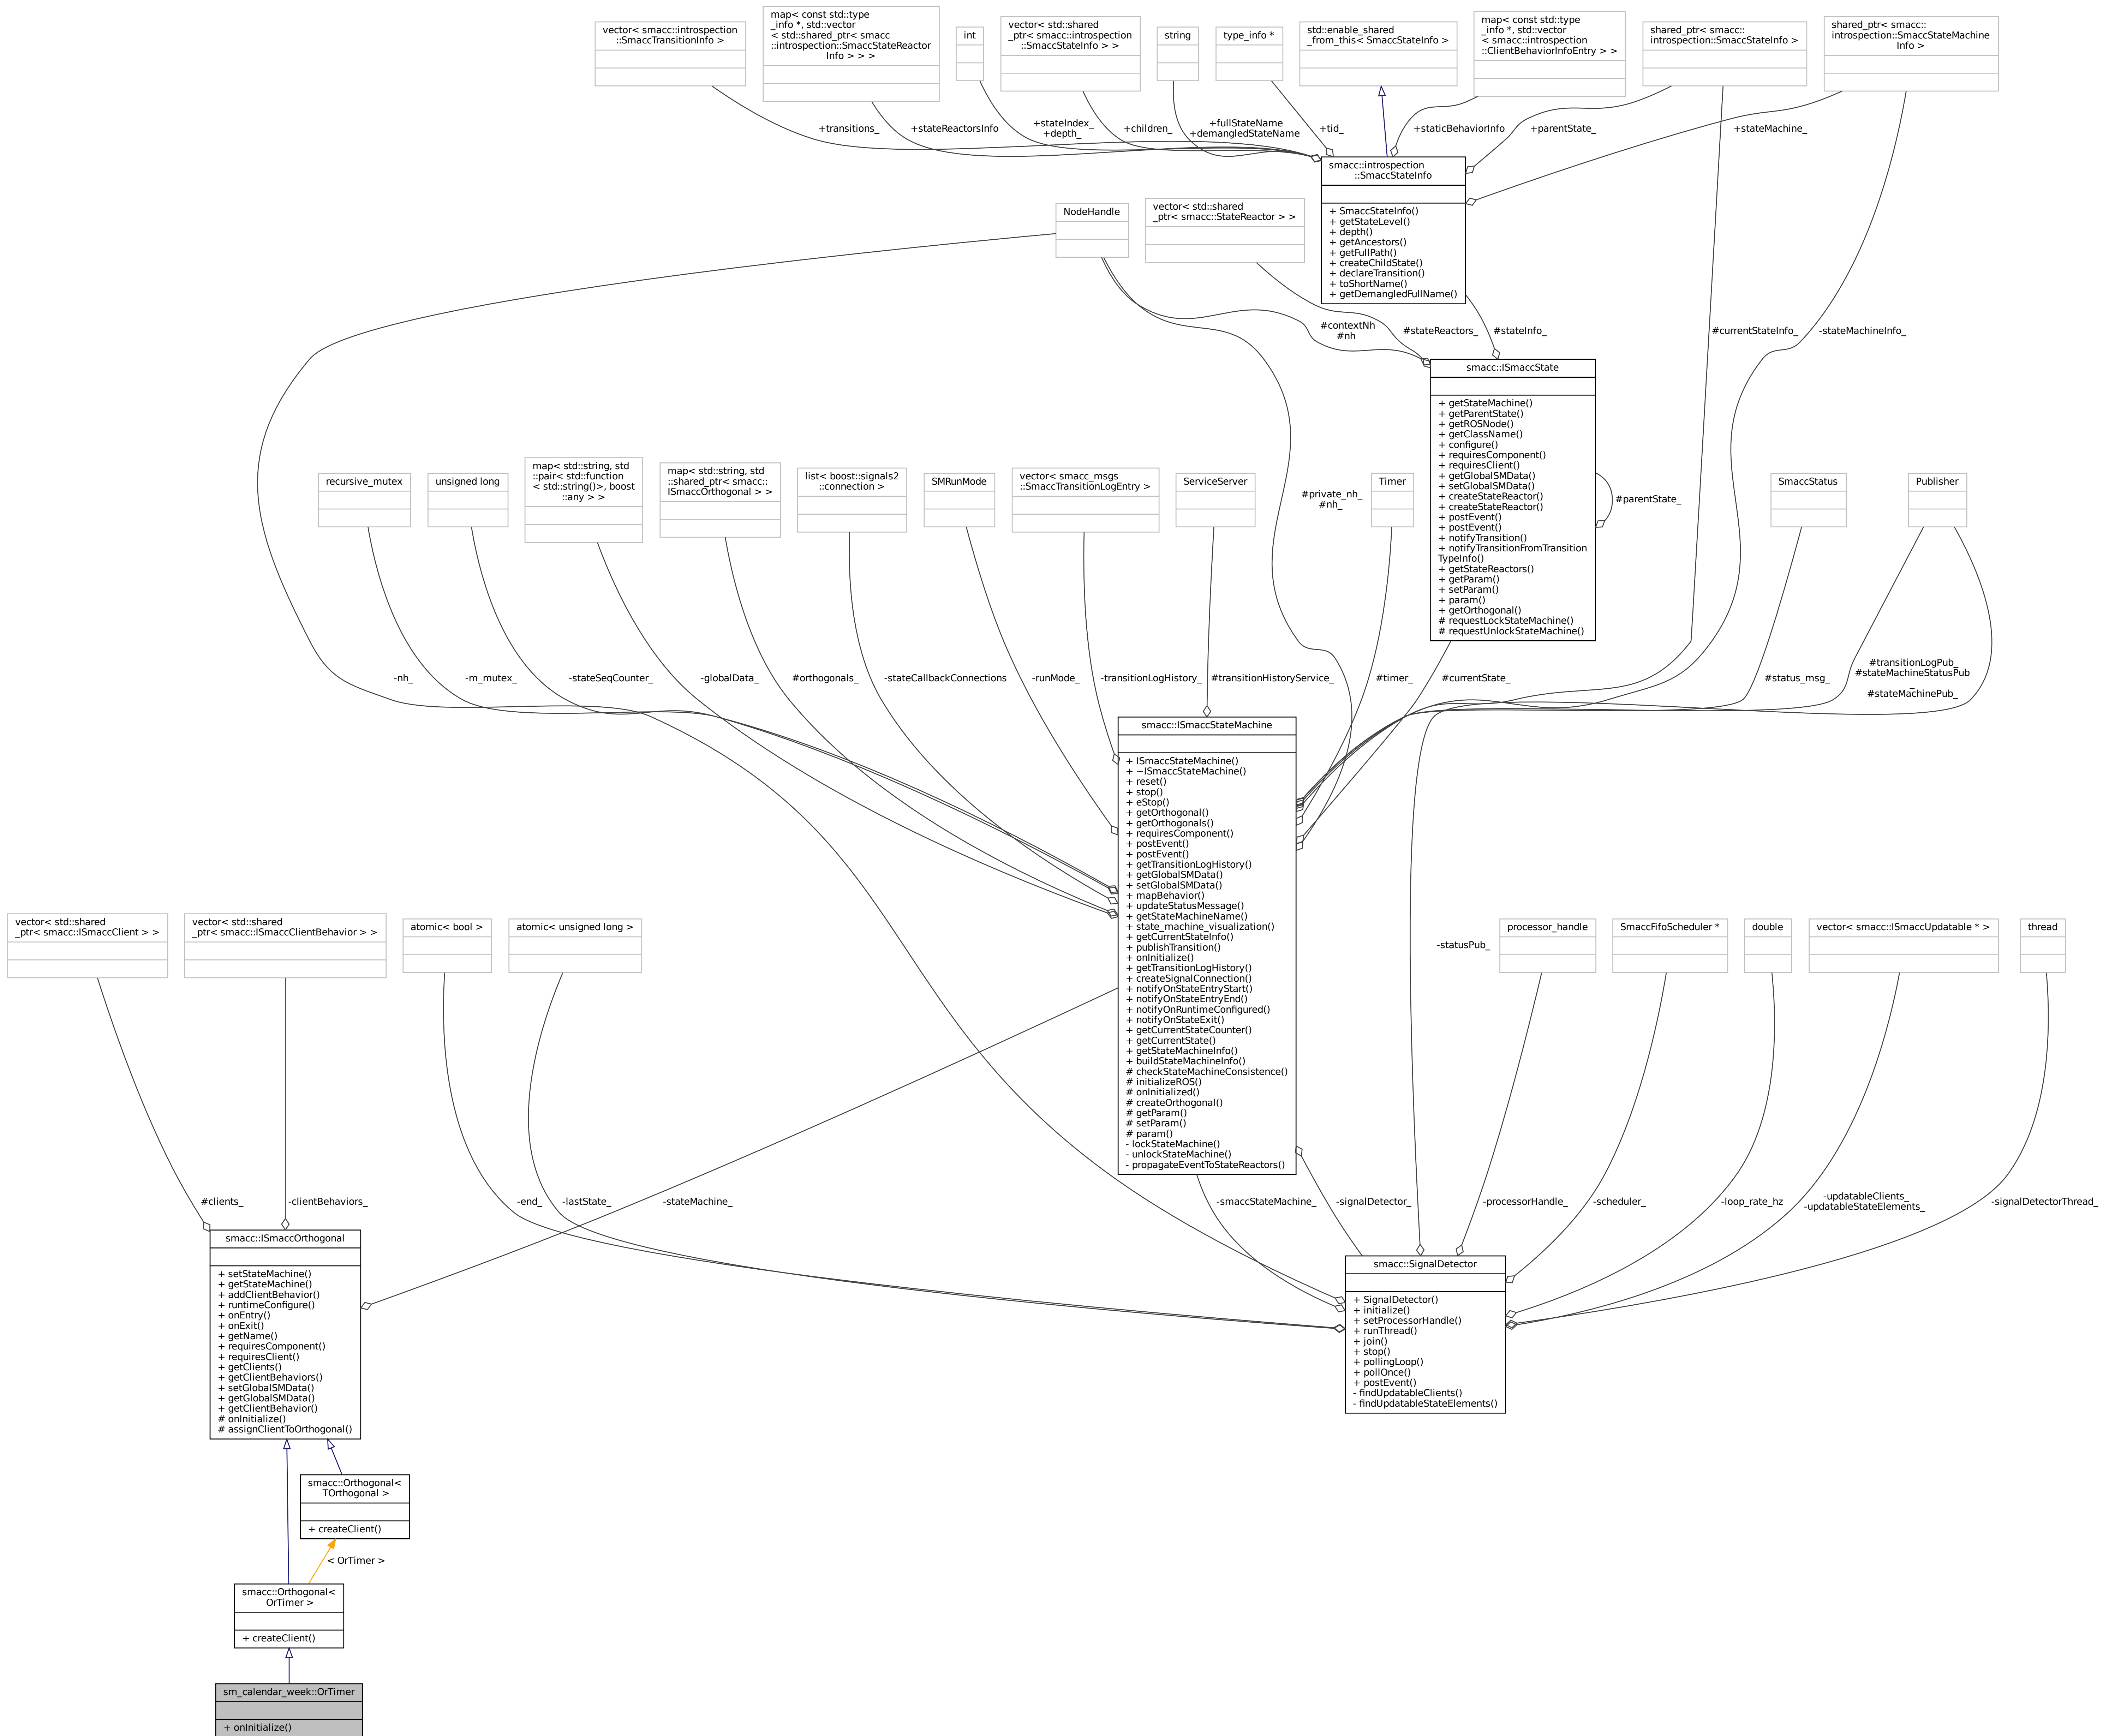 vector< smacc::introspection
::SmaccTransitionInfo >
map< const std::type
_info *, std::vector
< std::shared_ptr< smacc
::introspection::SmaccStateReactor
Info > > >
int
vector< std::shared
_ptr< smacc::introspection
::SmaccStateInfo > >
string
type_info *
std::enable_shared
_from_this< SmaccStateInfo >
map< const std::type
_info *, std::vector
< smacc::introspection
::ClientBehaviorInfoEntry > >
shared_ptr< smacc::
introspection::SmaccStateInfo >
shared_ptr< smacc::
introspection::SmaccStateMachine
Info >
+transitions_
+stateReactorsInfo
+stateIndex_
+depth_
+children_
+fullStateName
+demangledStateName
+tid_
+staticBehaviorInfo
+parentState_
+stateMachine_
smacc::introspection
::SmaccStateInfo
+ SmaccStateInfo()
+ getStateLevel()
+ depth()
+ getAncestors()
+ getFullPath()
+ createChildState()
+ declareTransition()
+ toShortName()
+ getDemangledFullName()
NodeHandle
vector< std::shared
_ptr< smacc::StateReactor > >
#contextNh
#nh
#stateReactors_
#stateInfo_
#currentStateInfo_
-stateMachineInfo_
smacc::ISmaccState
+ getStateMachine()
+ getParentState()
+ getROSNode()
+ getClassName()
+ configure()
+ requiresComponent()
+ requiresClient()
+ getGlobalSMData()
+ setGlobalSMData()
+ createStateReactor()
+ createStateReactor()
+ postEvent()
+ postEvent()
+ notifyTransition()
+ notifyTransitionFromTransition
TypeInfo()
+ getStateReactors()
+ getParam()
+ setParam()
+ param()
+ getOrthogonal()
# requestLockStateMachine()
# requestUnlockStateMachine()
#parentState_
recursive_mutex
unsigned long
map< std::string, std
::pair< std::function
< std::string()>, boost
::any > >
map< std::string, std
::shared_ptr< smacc::
ISmaccOrthogonal > >
list< boost::signals2
::connection >
SMRunMode
vector< smacc_msgs
::SmaccTransitionLogEntry >
ServiceServer
#private_nh_
#nh_
Timer
SmaccStatus
Publisher
-nh_
-m_mutex_
-stateSeqCounter_
-globalData_
#orthogonals_
-stateCallbackConnections
-runMode_
-transitionLogHistory_
#transitionHistoryService_
#timer_
#currentState_
#status_msg_
#transitionLogPub_
#stateMachineStatusPub
_
#stateMachinePub_
smacc::ISmaccStateMachine
+ ISmaccStateMachine()
+ ~ISmaccStateMachine()
+ reset()
+ stop()
+ eStop()
+ getOrthogonal()
+ getOrthogonals()
+ requiresComponent()
+ postEvent()
+ postEvent()
+ getTransitionLogHistory()
+ getGlobalSMData()
+ setGlobalSMData()
+ mapBehavior()
+ updateStatusMessage()
+ getStateMachineName()
+ state_machine_visualization()
+ getCurrentStateInfo()
+ publishTransition()
+ onInitialize()
+ getTransitionLogHistory()
+ createSignalConnection()
+ notifyOnStateEntryStart()
+ notifyOnStateEntryEnd()
+ notifyOnRuntimeConfigured()
+ notifyOnStateExit()
+ getCurrentStateCounter()
+ getCurrentState()
+ getStateMachineInfo()
+ buildStateMachineInfo()
# checkStateMachineConsistence()
# initializeROS()
# onInitialized()
# createOrthogonal()
# getParam()
# setParam()
# param()
- lockStateMachine()
- unlockStateMachine()
- propagateEventToStateReactors()
vector< std::shared
_ptr< smacc::ISmaccClient > >
vector< std::shared
_ptr< smacc::ISmaccClientBehavior > >
atomic< bool >
atomic< unsigned long >
-statusPub_
processor_handle
SmaccFifoScheduler *
double
vector< smacc::ISmaccUpdatable * >
thread
#clients_
-clientBehaviors_
-stateMachine_
-end_
-lastState_
-smaccStateMachine_
-signalDetector_
-processorHandle_
-scheduler_
-loop_rate_hz
-updatableClients_
-updatableStateElements_
-signalDetectorThread_
smacc::ISmaccOrthogonal
+ setStateMachine()
+ getStateMachine()
+ addClientBehavior()
+ runtimeConfigure()
+ onEntry()
+ onExit()
+ getName()
+ requiresComponent()
+ requiresClient()
+ getClients()
+ getClientBehaviors()
+ setGlobalSMData()
+ getGlobalSMData()
+ getClientBehavior()
# onInitialize()
# assignClientToOrthogonal()
smacc::SignalDetector
+ SignalDetector()
+ initialize()
+ setProcessorHandle()
+ runThread()
+ join()
+ stop()
+ pollingLoop()
+ pollOnce()
+ postEvent()
- findUpdatableClients()
- findUpdatableStateElements()
smacc::Orthogonal<
TOrthogonal >
+ createClient()
< OrTimer >
smacc::Orthogonal<
OrTimer >
+ createClient()
sm_calendar_week::OrTimer
+ onInitialize()